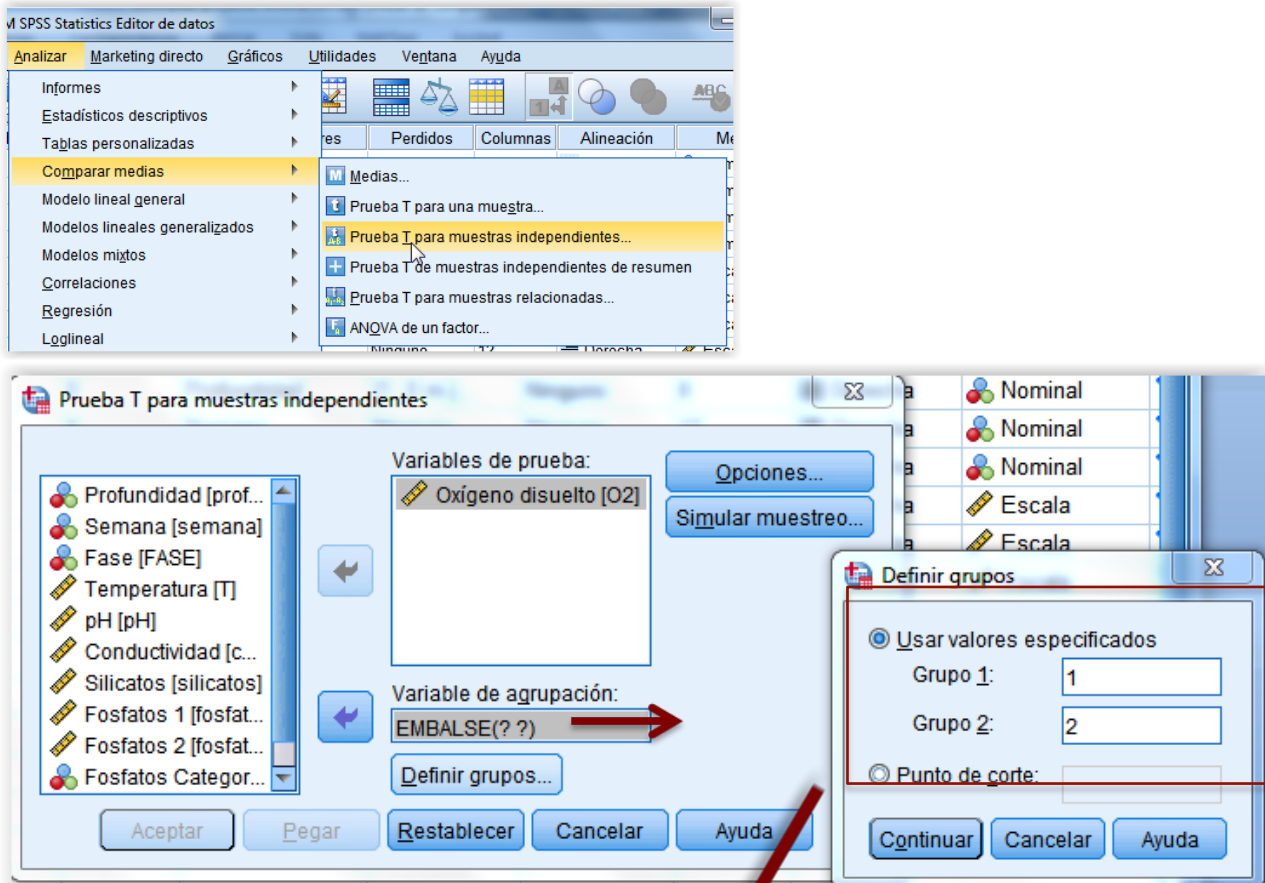 M SPSS Statistics Editor de datos
Analizar Marketing directo Gráficos Utilidades Ventana Ayuda
Informes
Estadísticos descriptivos
Tablas personalizadas
res Perdidos Columnas Alineación Me
Comparar medias
Modelo lineal general
Modelos lineales generalizados
Modelos mixtos
Correlaciones
Regresión
Loglineal
Medias...
Prueba T para una muestra...
Prueba T para muestras independientes...
Prueba T de muestras independientes de resumen
Prueba T para muestras relacionadas...
ANOVA de un factor...
Ninguno 12 Derecha Esc
Prueba T para muestras independientes
Profundidad [prof...
Semana [semana]
Fase [FASE]
Temperatura [T]
pH [pH]
Conductividad [c...
Silicatos [silicatos]
Fosfatos 1 [fosfat...
Fosfatos 2 [fosfat...
Fosfatos Categor...
Variables de prueba:
Oxígeno disuelto [O2]
Variable de agrupación:
EMBALSE(? ?)
Definir grupos...
Opciones...
Simular muestreo...
Aceptar Pegar Restablecer Cancelar Ayuda
a Nominal
a Nominal
a Nominal
a Escala
a Escala
Definir grupos
Usar valores especificados
Grupo 1: 1
Grupo 2: 2
Punto de corte:
Continuar Cancelar Ayuda